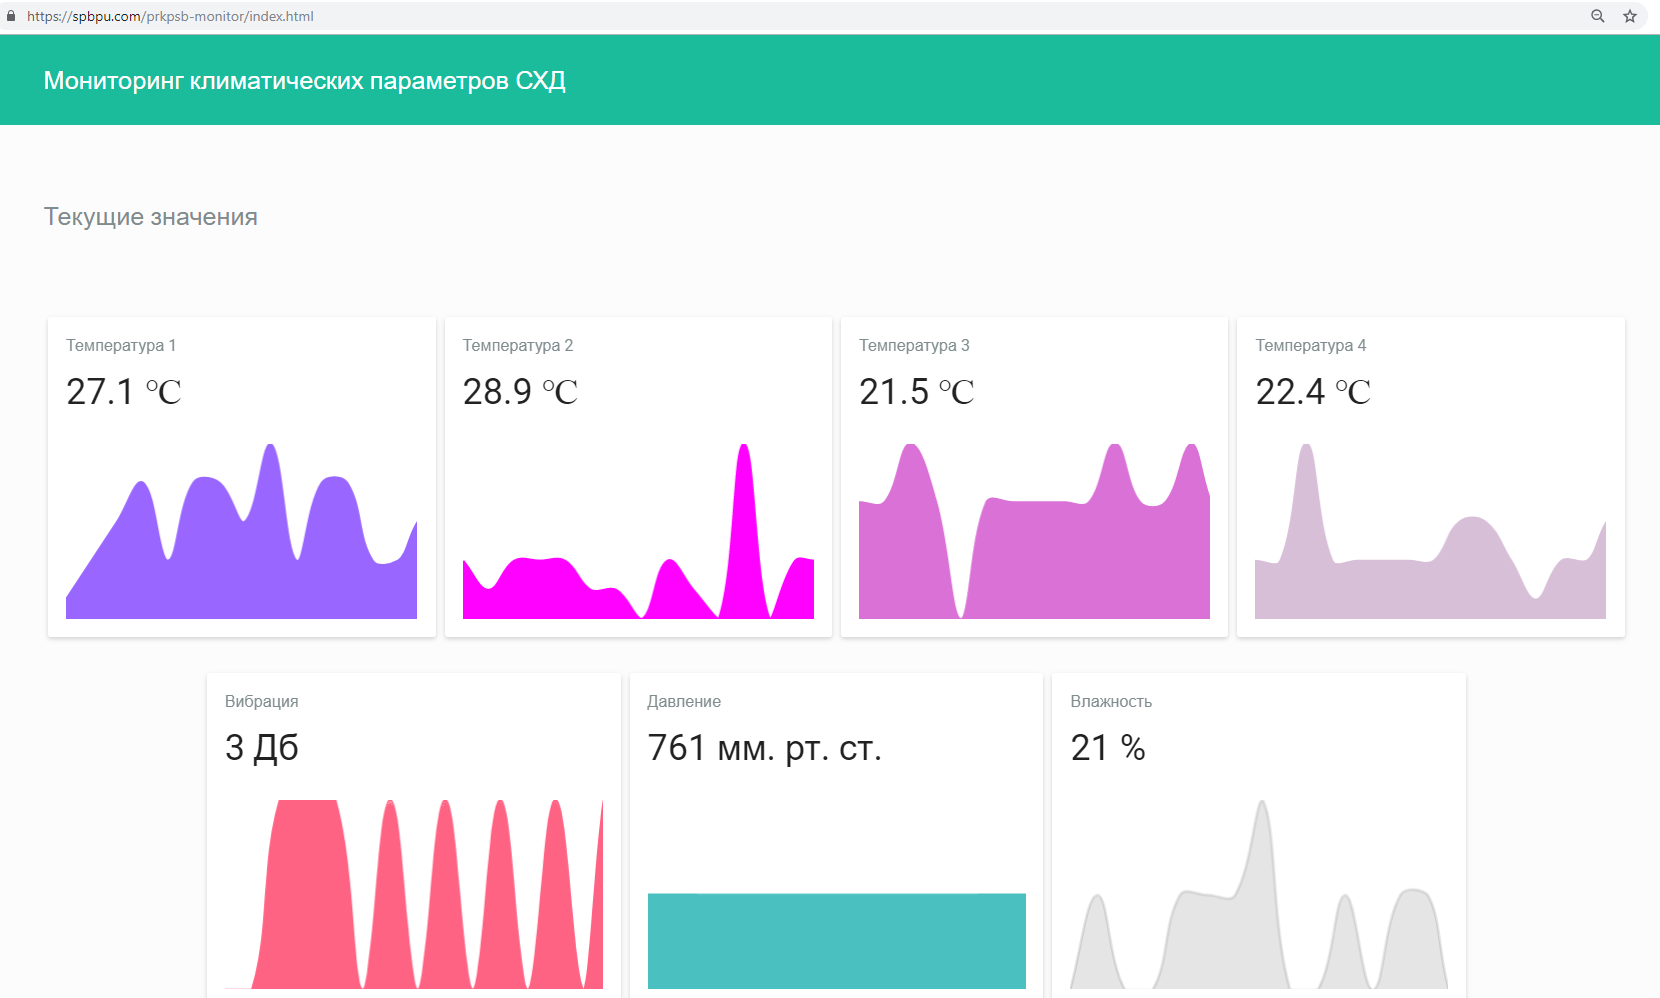 https://spbpu.com/prkpsb-monitor/index.html
Мониторинг климатических параметров СХД
Текущие значения
Температура 1
27.1 °C
Температура 2
28.9 °C
Температура 3
21.5 °C
Температура 4
22.4 °C
Вибрация
3 Дб
Давление
761 мм. рт. ст.
Влажность
21 %